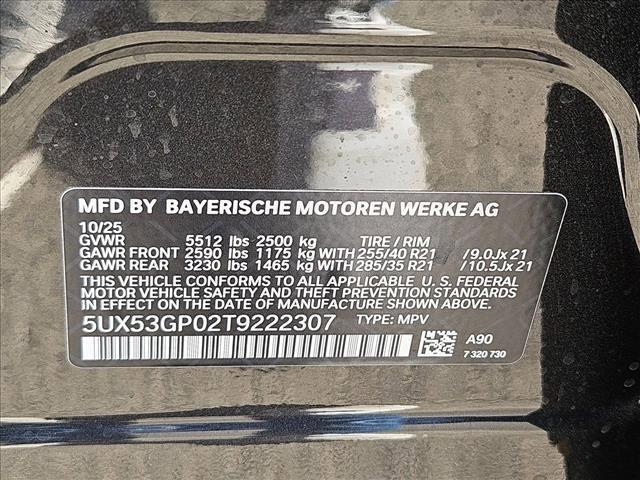 MFD BY BAYERISCHE MOTOREN WERKE AG
10/25
GVWR 5512 lbs 2500 kg TIRE / RIM
GAWR FRONT 2590 lbs 1175 kg WITH 255/40 R21 /9.0Jx 21
GAWR REAR 3230 lbs 1465 kg WITH 285/35 R21 /10.5Jx 21
THIS VEHICLE CONFORMS TO ALL APPLICABLE U. S. FEDERAL
MOTOR VEHICLE SAFETY, BUMPER, AND THEFT PREVENTION STANDARDS
IN EFFECT ON THE DATE OF MANUFACTURE SHOWN ABOVE.
5UX53GP02T9222307 TYPE: MPV
A90
7 320 730